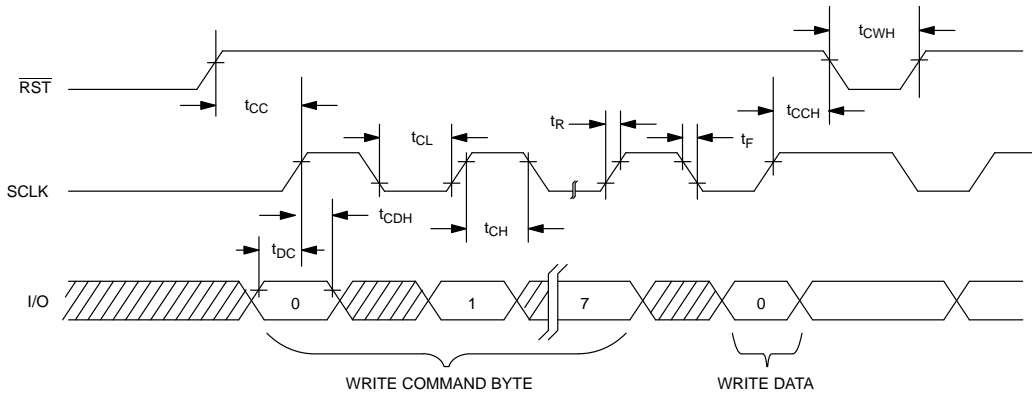 tCWH
RST
tCC
tCCH
tCL
tR
tF
SCLK
tCDH
tCH
tDC
I/O
0
1
7
0
WRITE COMMAND BYTE
WRITE DATA